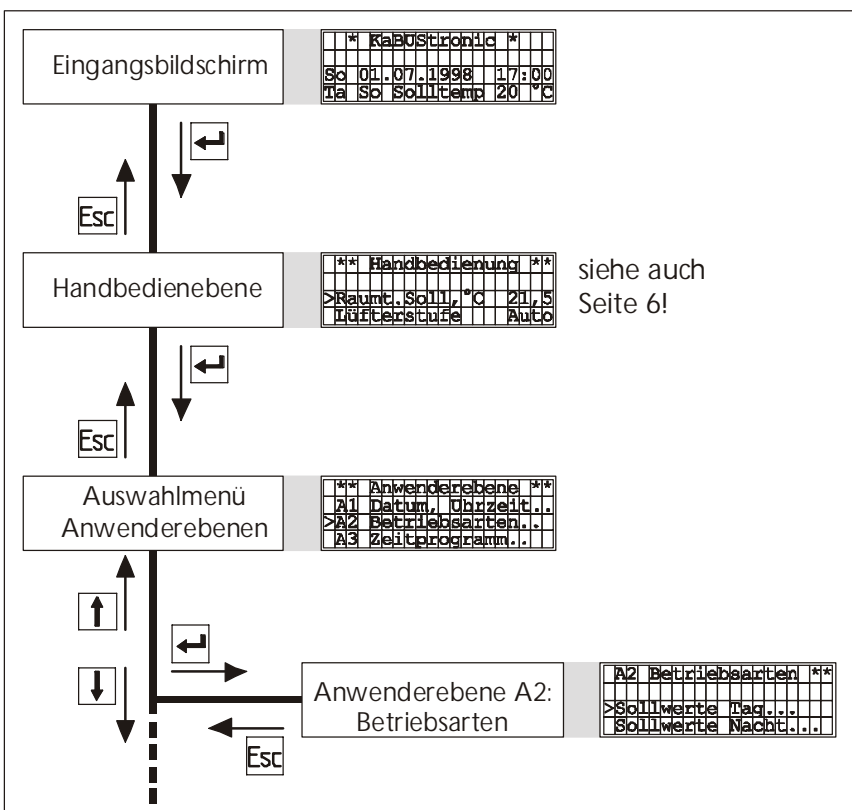 Eingangsbildschirm
* KaBUStronic *
So 01.07.1998 17:00
Ta So Solltemp 20 °C
Esc
Handbedienebene
** Handbedienung **
>Raumt.Soll,°C 21,5
Lüfterstufe Auto
siehe auch
Seite 6!
Esc
Auswahlmenü
Anwenderebenen
** Anwenderebene **
A1 Datum, Uhrzeit..
>A2 Betriebsarten..
A3 Zeitprogramm..
Anwenderebene A2:
Betriebsarten
A2 Betriebsarten **
>Sollwerte Tag...
Sollwerte Nacht...
Esc